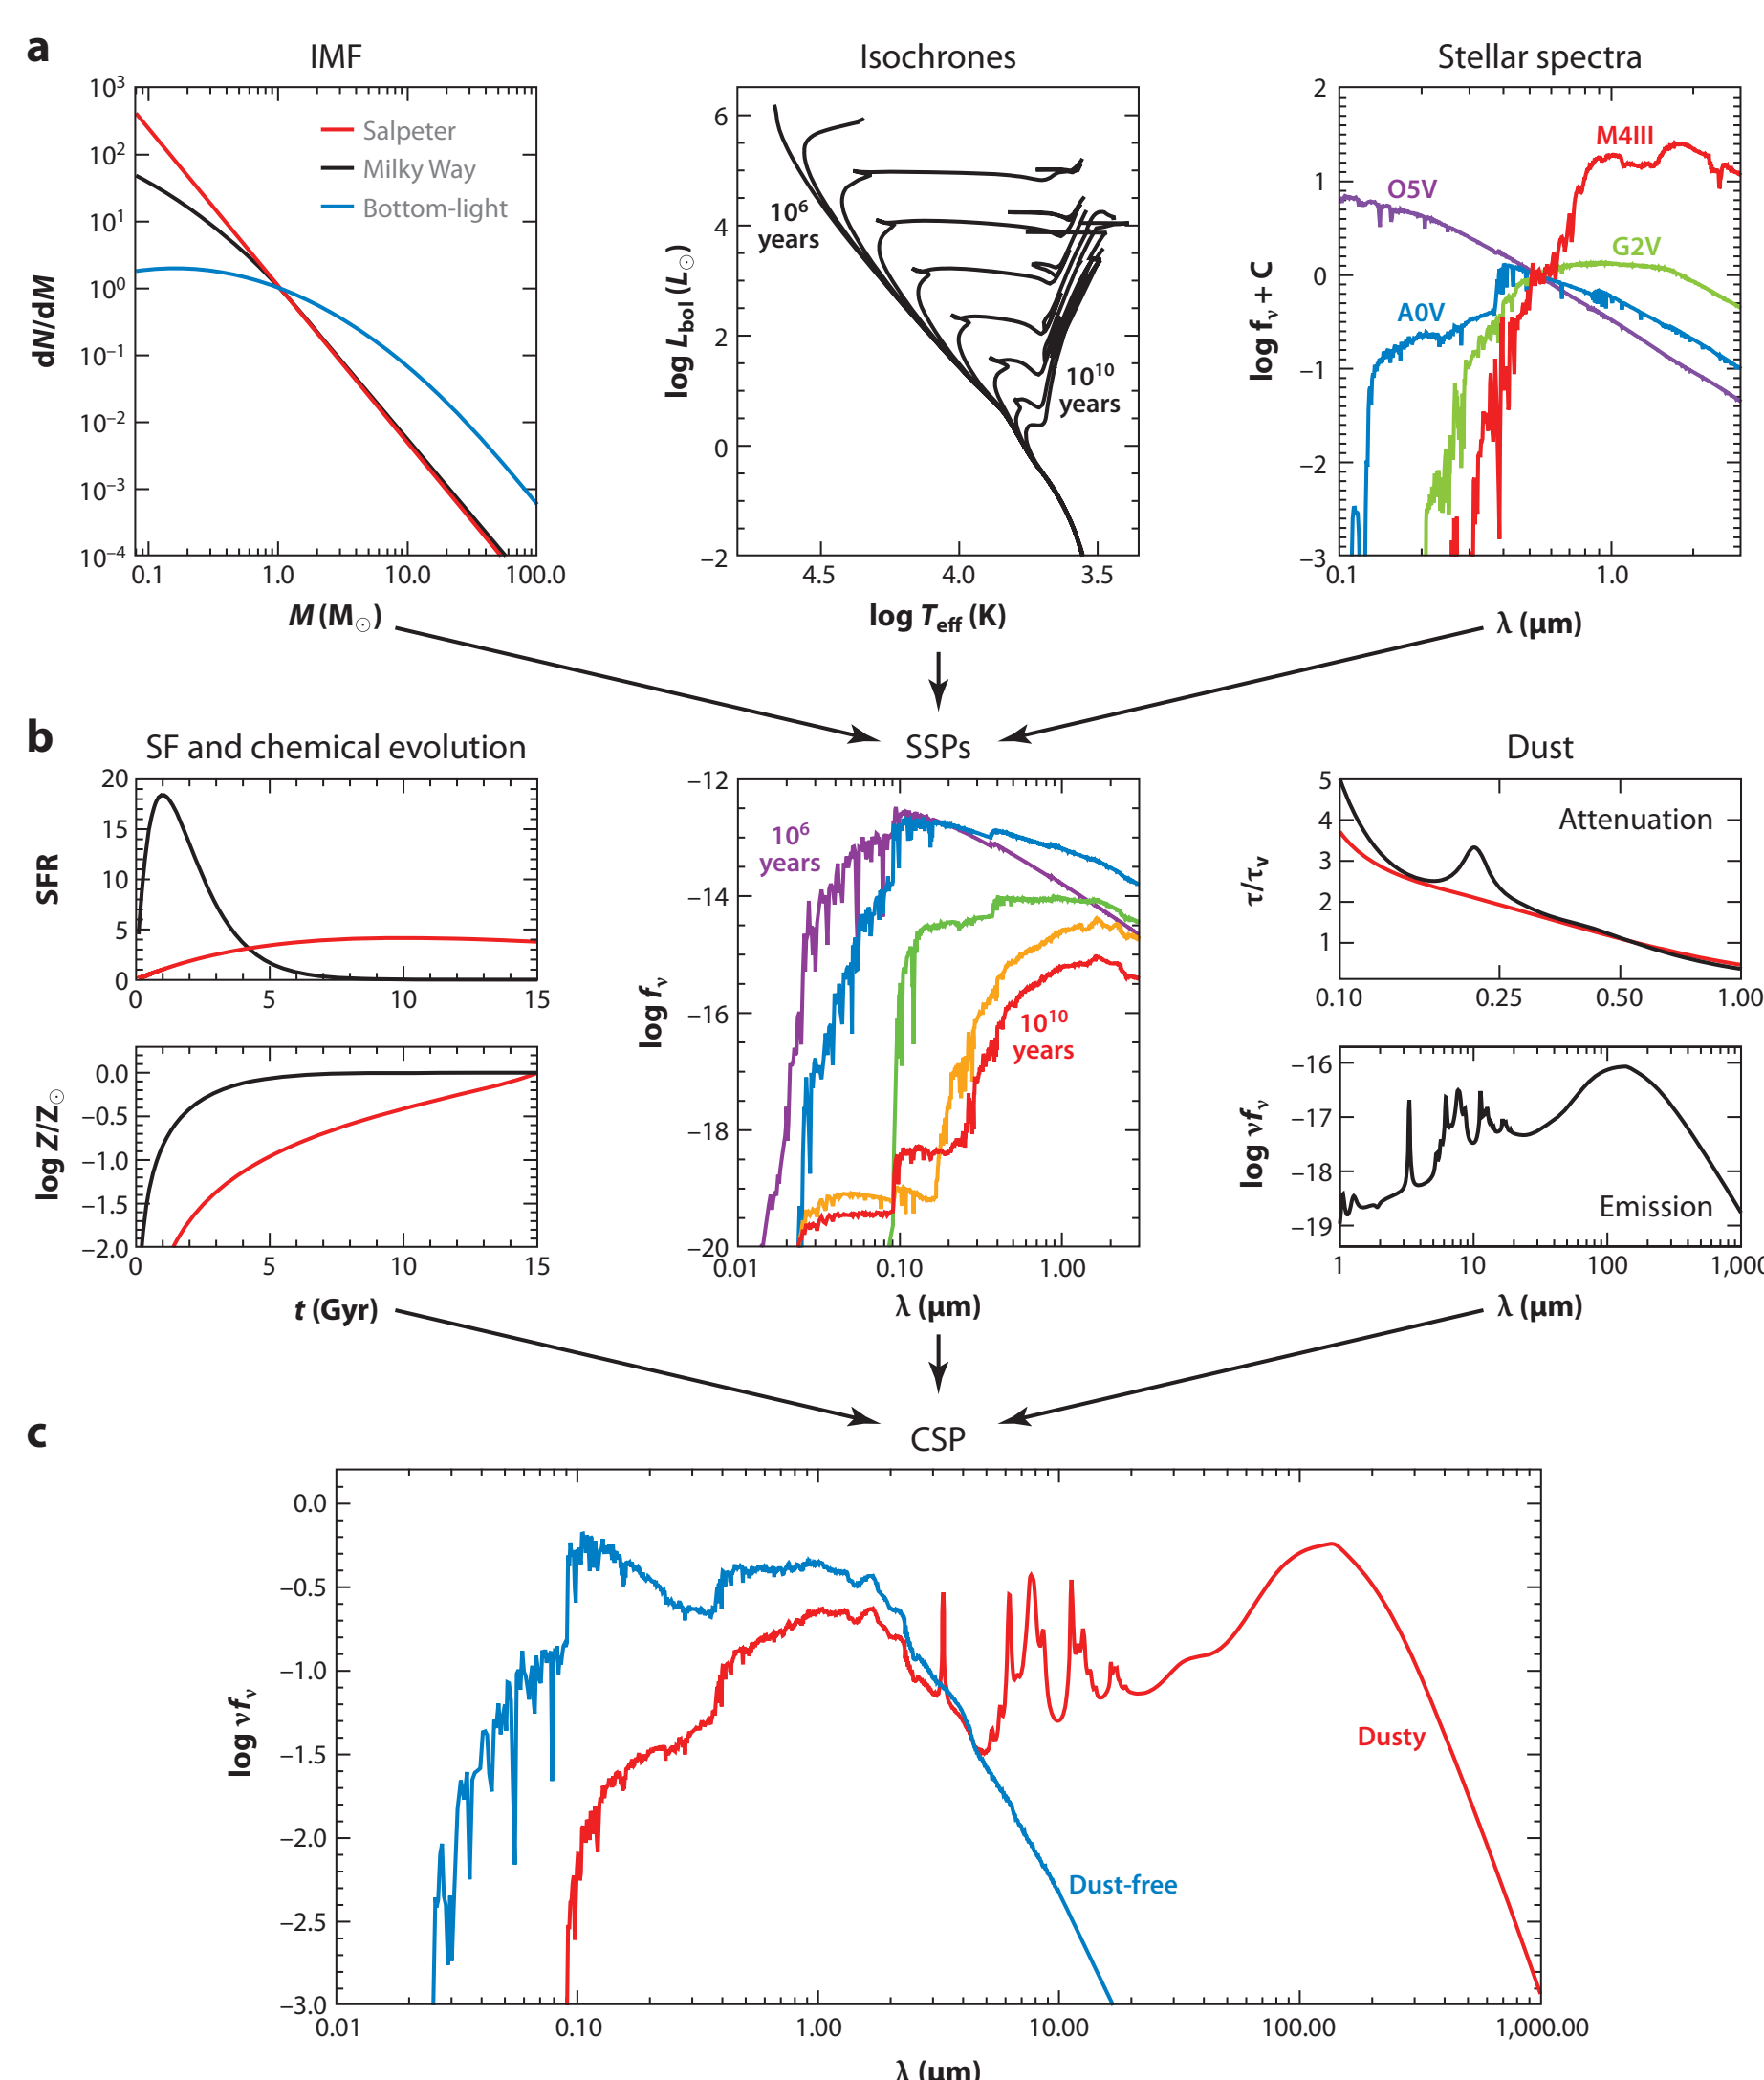 a
IMF
Isochrones
Stellar spectra
10³
10²
10¹
10⁰
10⁻¹
10⁻²
10⁻³
10⁻⁴
dN/dM
Salpeter
Milky Way
Bottom-light
0.1
1.0
10.0
100.0
M (M☉)
6
4
2
0
−2
log Lbol (L☉)
10⁶
years
10¹⁰
years
4.5
4.0
3.5
log Teff (K)
2
1
0
−1
−2
−3
log fν + C
M4III
O5V
G2V
A0V
0.1
1.0
λ (µm)
b
SF and chemical evolution
SSPs
Dust
20
15
10
5
0
SFR
0
5
10
15
0.0
−0.5
−1.0
−1.5
−2.0
log Z/Z☉
0
5
10
15
t (Gyr)
−12
−14
−16
−18
−20
log fν
10⁶
years
10¹⁰
years
0.01
0.10
1.00
λ (µm)
5
4
3
2
1
τ/τv
Attenuation
0.10
0.25
0.50
1.00
−16
−17
−18
−19
log νfν
Emission
1
10
100
1,000
λ (µm)
c
CSP
0.0
−0.5
−1.0
−1.5
−2.0
−2.5
−3.0
log νfν
Dusty
Dust-free
0.01
0.10
1.00
10.00
100.00
1,000.00
λ (µm)